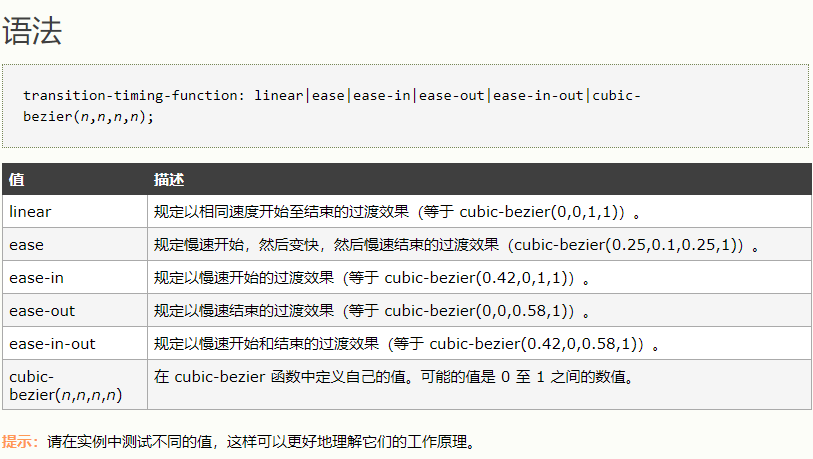 语法
transition-timing-function: linear|ease|ease-in|ease-out|ease-in-out|cubic-
bezier(n,n,n,n);
值 描述
linear 规定以相同速度开始至结束的过渡效果（等于 cubic-bezier(0,0,1,1)）。
ease 规定慢速开始，然后变快，然后慢速结束的过渡效果（cubic-bezier(0.25,0.1,0.25,1)）。
ease-in 规定以慢速开始的过渡效果（等于 cubic-bezier(0.42,0,1,1)）。
ease-out 规定以慢速结束的过渡效果（等于 cubic-bezier(0,0,0.58,1)）。
ease-in-out 规定以慢速开始和结束的过渡效果（等于 cubic-bezier(0.42,0,0.58,1)）。
cubic-
bezier(n,n,n,n) 在 cubic-bezier 函数中定义自己的值。可能的值是 0 至 1 之间的数值。
提示：请在实例中测试不同的值，这样可以更好地理解它们的工作原理。